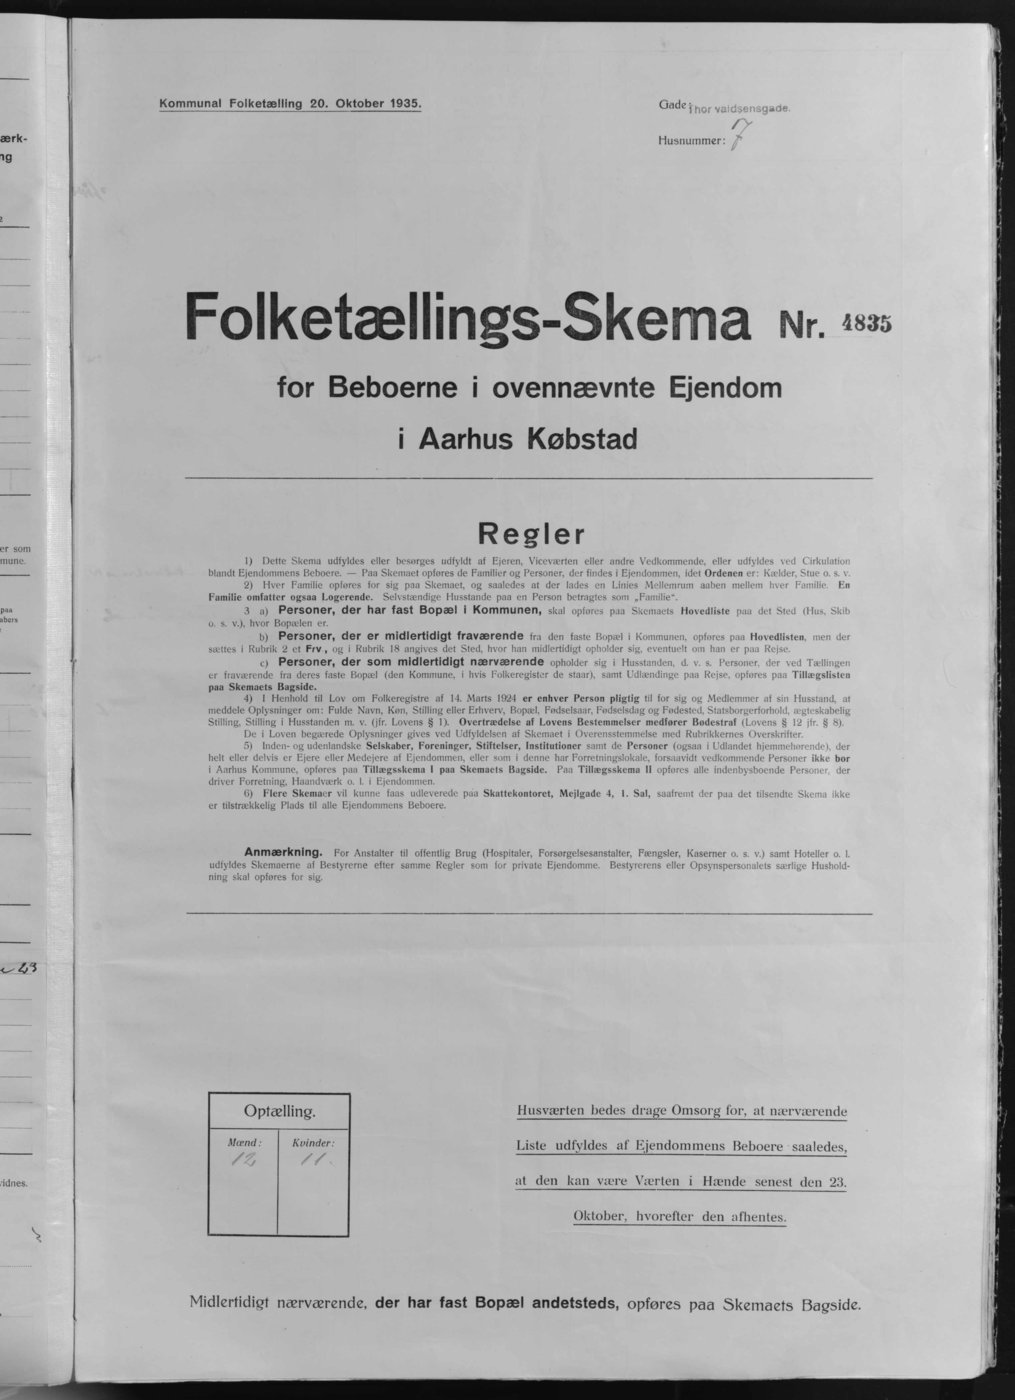 Kommunal Folketælling 20. Oktober 1935.
Gade: Thorvaldsensgade.
Husnummer: 7
Folketællings-Skema Nr. 4835
for Beboerne i ovennævnte Ejendom
i Aarhus Købstad
Regler
1) Dette Skema udfyldes eller besørges udfyldt af Ejeren, Viceværten eller andre Vedkommende, eller udfyldes ved Cirkulation
blandt Ejendommens Beboere. — Paa Skemaet opføres de Familier og Personer, der findes i Ejendommen, idet Ordenen er: Kælder, Stue o. s. v.
2) Hver Familie opføres for sig paa Skemaet, og saaledes at der lades en Linies Mellemrum aaben mellem hver Familie. En
Familie omfatter ogsaa Logerende. Selvstændige Husstande paa en Person betragtes som „Familie“.
3 a) Personer, der har fast Bopæl i Kommunen, skal opføres paa Skemaets Hovedliste paa det Sted (Hus, Skib
o. s. v.), hvor Bopælen er.
b) Personer, der er midlertidigt fraværende fra den faste Bopæl i Kommunen, opføres paa Hovedlisten, men der
sættes i Rubrik 2 et Frv., og i Rubrik 18 angives det Sted, hvor han midlertidigt opholder sig, eventuelt om han er paa Rejse.
c) Personer, der som midlertidigt nærværende opholder sig i Husstanden, d. v. s. Personer, der ved Tællingen
er fraværende fra deres faste Bopæl (den Kommune, i hvis Folkeregister de staar), samt Udlændinge paa Rejse, opføres paa Tillægslisten
paa Skemaets Bagside.
4) I Henhold til Lov om Folkeregistre af 14. Marts 1924 er enhver Person pligtig til for sig og Medlemmer af sin Husstand, at
meddele Oplysninger om: Fulde Navn, Køn, Stilling eller Erhverv, Bopæl, Fødselsaar, Fødselsdag og Fødested, Statsborgerforhold, ægteskabelig
Stilling, Stilling i Husstanden m. v. (jfr. Lovens § 1). Overtrædelse af Lovens Bestemmelser medfører Bødestraf (Lovens § 12 jfr. § 8).
De i Loven begærede Oplysninger gives ved Udfyldelsen af Skemaet i Overensstemmelse med Rubrikkernes Overskrifter.
5) Inden- og udenlandske Selskaber, Foreninger, Stiftelser, Institutioner samt de Personer (ogsaa i Udlandet hjemmehørende), der
helt eller delvis er Ejere eller Medejere af Ejendommen, eller som i denne har Forretningslokale, forsaavidt vedkommende Personer ikke bor
i Aarhus Kommune, opføres paa Tillægsskema I paa Skemaets Bagside. Paa Tillægsskema II opføres alle indenbysboende Personer, der
driver Forretning, Haandværk o. l. i Ejendommen.
6) Flere Skemaer vil kunne faas udleverede paa Skattekontoret, Mejlgade 4, 1. Sal, saafremt der paa det tilsendte Skema ikke
er tilstrækkelig Plads til alle Ejendommens Beboere.
Anmærkning. For Anstalter til offentlig Brug (Hospitaler, Forsørgelsesanstalter, Fængsler, Kaserner o. s. v.) samt Hoteller o. l.
udfyldes Skemaerne af Bestyrerne efter samme Regler som for private Ejendomme. Bestyrerens eller Opsynspersonalets særlige Hushold-
ning skal opføres for sig.
Optælling.
Mænd: Kvinder:
12 11.
Husværten bedes drage Omsorg for, at nærværende
Liste udfyldes af Ejendommens Beboere saaledes,
at den kan være Værten i Hænde senest den 23.
Oktober, hvorefter den afhentes.
Midlertidigt nærværende, der har fast Bopæl andetsteds, opføres paa Skemaets Bagside.